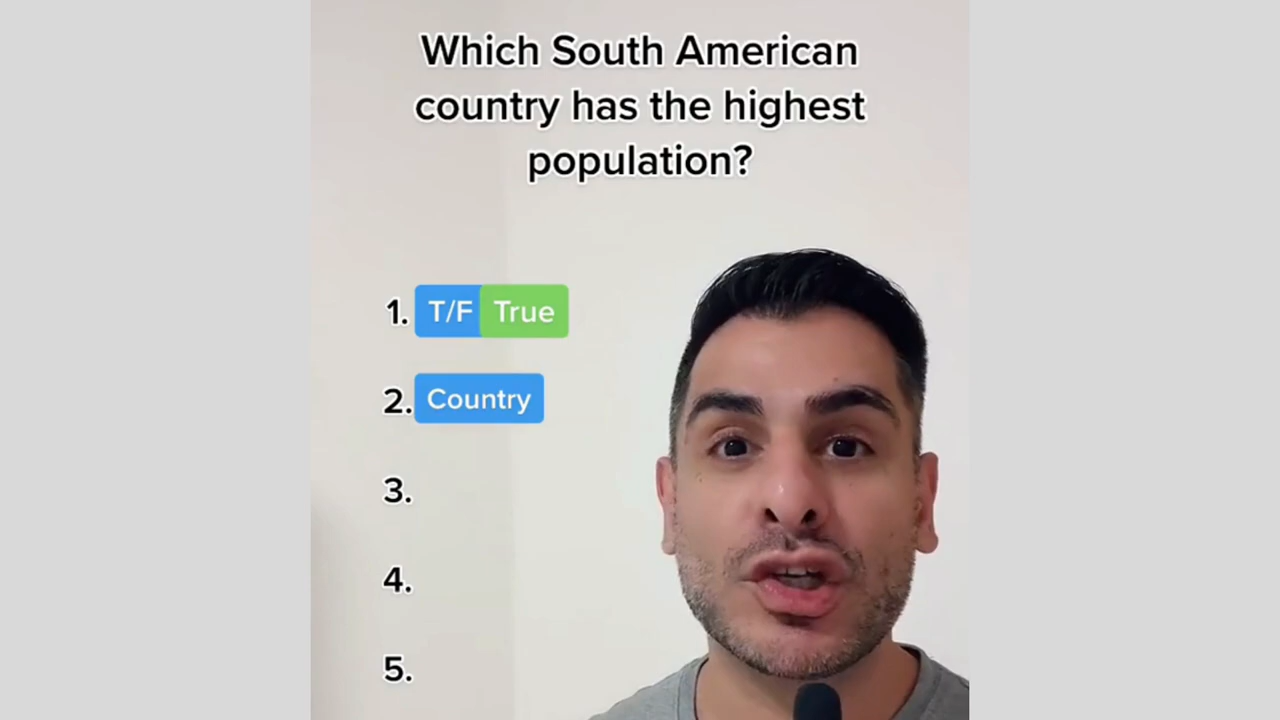 Which South American
country has the highest
population?
1. T/F True
2. Country
3.
4.
5.